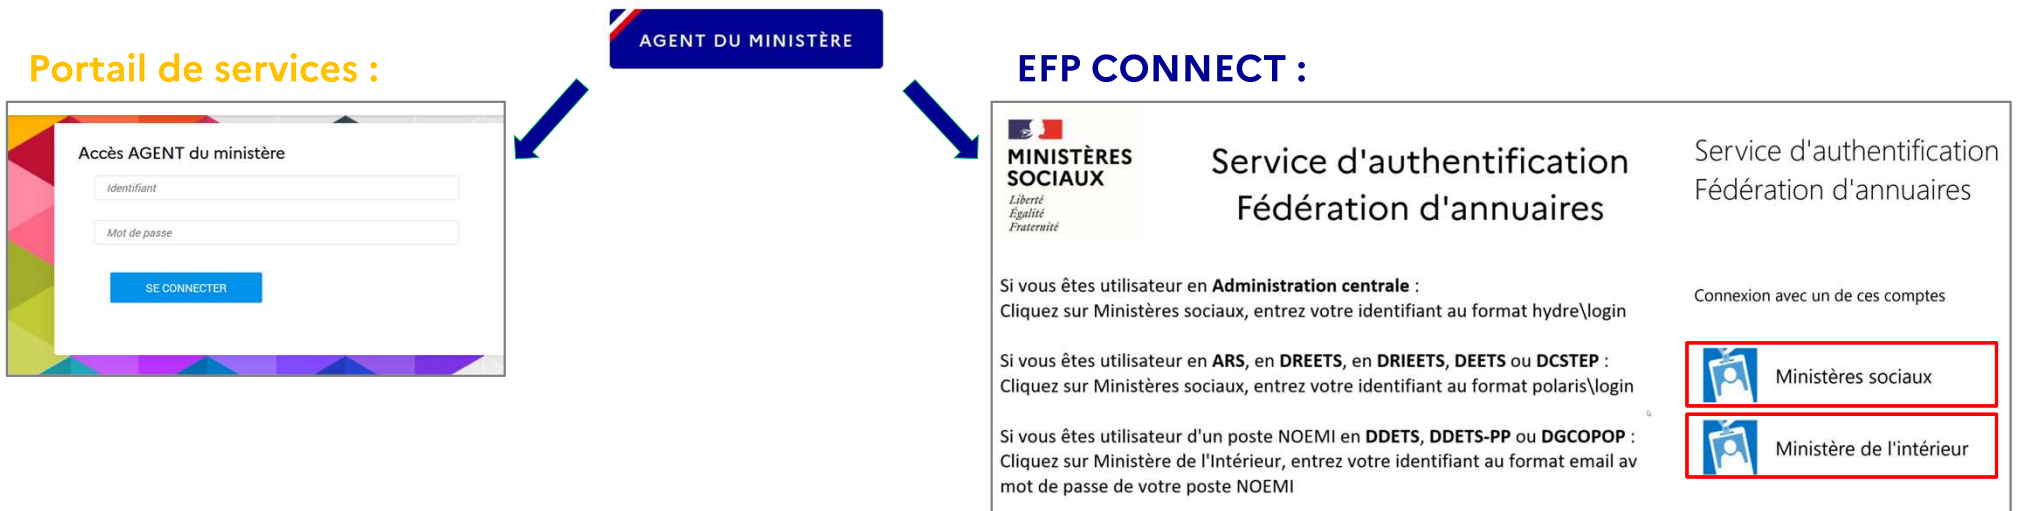 AGENT DU MINISTÈRE
Portail de services :
Accès AGENT du ministère
Identifiant
Mot de passe
SE CONNECTER
EFP CONNECT :
MINISTÈRES
SOCIAUX
Liberté
Égalité
Fraternité
Service d'authentification
Fédération d'annuaires
Si vous êtes utilisateur en Administration centrale :
Cliquez sur Ministères sociaux, entrez votre identifiant au format hydre\login
Si vous êtes utilisateur en ARS, en DREETS, en DRIEETS, DEETS ou DCSTEP :
Cliquez sur Ministères sociaux, entrez votre identifiant au format polaris\login
Si vous êtes utilisateur d'un poste NOEMI en DDETS, DDETS-PP ou DGCOPOP :
Cliquez sur Ministère de l'Intérieur, entrez votre identifiant au format email av
mot de passe de votre poste NOEMI
Service d'authentification
Fédération d'annuaires
Connexion avec un de ces comptes
Ministères sociaux
Ministère de l'intérieur